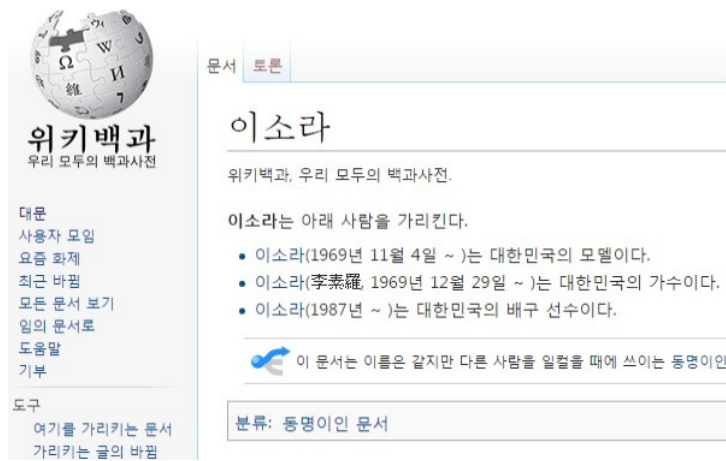 Ω W И 維 7
위키백과
우리 모두의 백과사전
문서 토론
이소라
위키백과, 우리 모두의 백과사전.
이소라는 아래 사람을 가리킨다.
이소라(1969년 11월 4일 ~ )는 대한민국의 모델이다.
이소라(李素羅, 1969년 12월 29일 ~ )는 대한민국의 가수이다.
이소라(1987년 ~ )는 대한민국의 배구 선수이다.
이 문서는 이름은 같지만 다른 사람을 일컬을 때에 쓰이는 동명이인
분류: 동명이인 문서
대문
사용자 모임
요즘 화제
최근 바뀜
모든 문서 보기
임의 문서로
도움말
기부
도구
여기를 가리키는 문서
가리키는 글의 바뀜